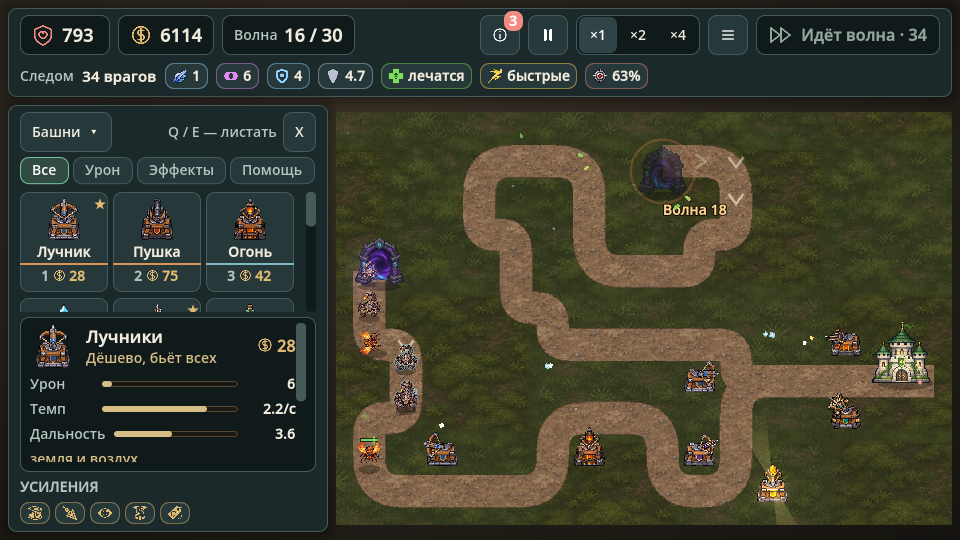 793
6114
Волна 16 / 30
3
×1
×2
×4
Идёт волна · 34
Следом 34 врагов
1
6
4
4.7
лечатся
быстрые
63%
Башни ▾
Q / E — листать
X
Все
Урон
Эффекты
Помощь
Лучник
Пушка
Огонь
1 28
2 75
3 42
Лучники
Дёшево, бьёт всех
28
Урон 6
Темп 2.2/с
Дальность 3.6
земля и воздух
УСИЛЕНИЯ
Волна 18